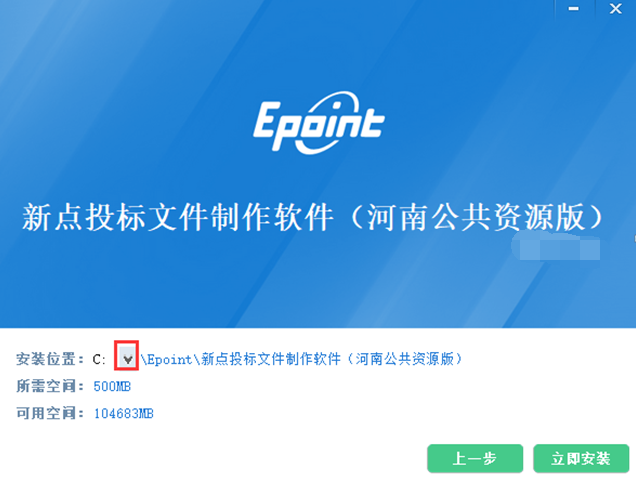 Epoint
新点投标文件制作软件（河南公共资源版）
安装位置: C: \Epoint\新点投标文件制作软件（河南公共资源版）
所需空间: 500MB
可用空间: 104683MB
上一步 立即安装